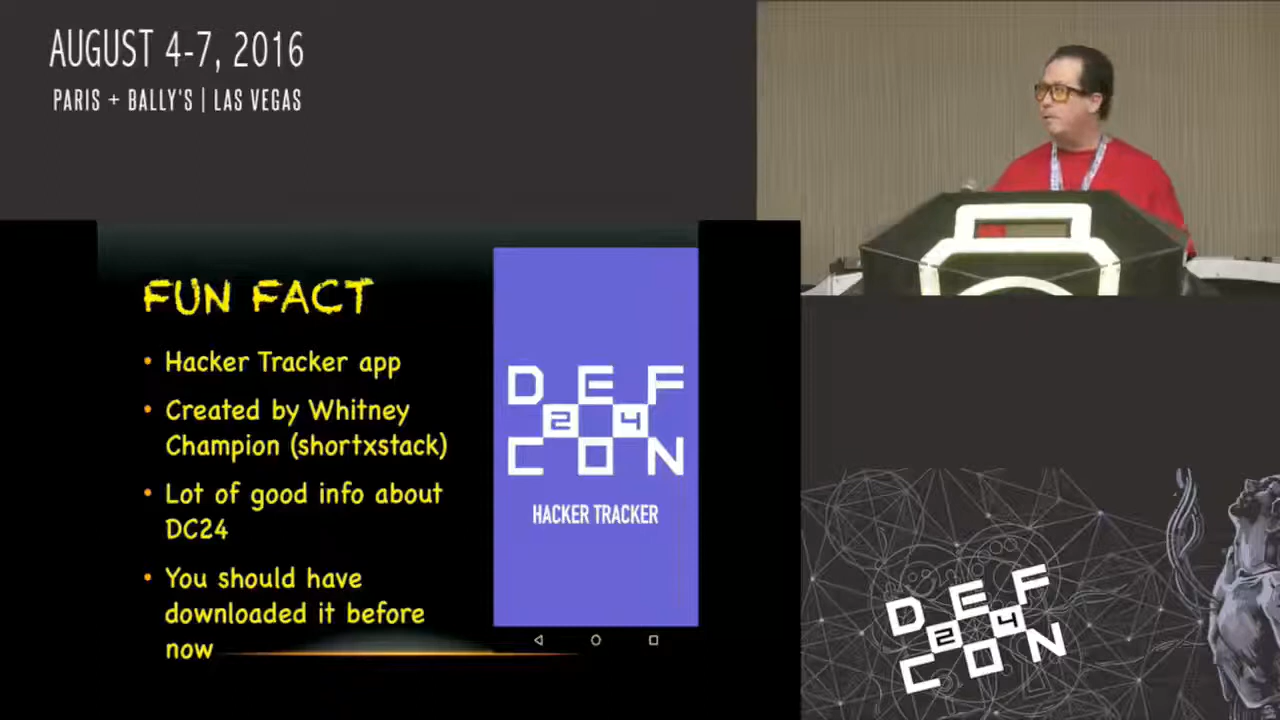 AUGUST 4-7, 2016
PARIS + BALLY'S | LAS VEGAS
FUN FACT
• Hacker Tracker app
• Created by Whitney
Champion (shortxstack)
• Lot of good info about
DC24
• You should have
downloaded it before
now
DEF
24
CON
HACKER TRACKER
DEF
24
CON